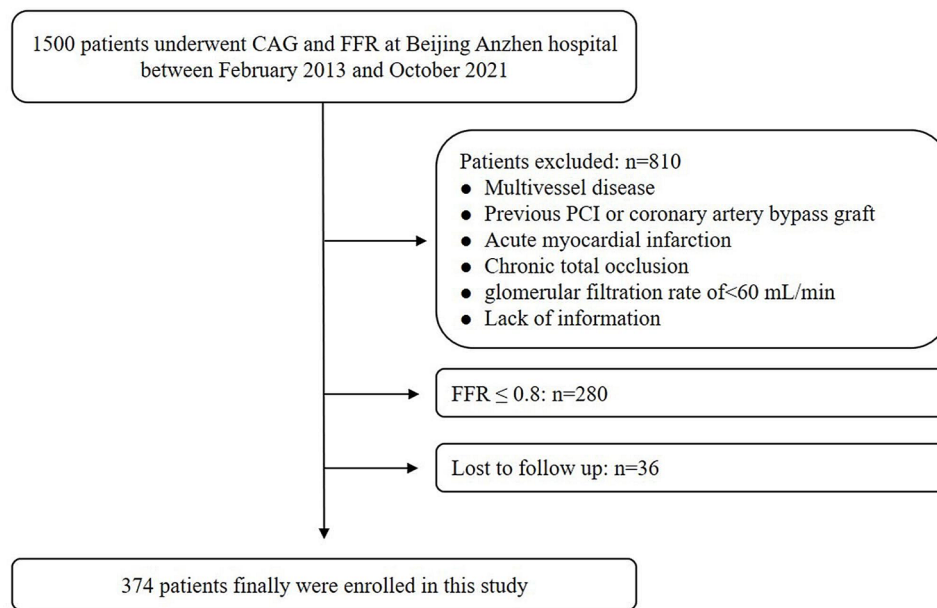 1500 patients underwent CAG and FFR at Beijing Anzhen hospital
between February 2013 and October 2021
Patients excluded: n=810
● Multivessel disease
● Previous PCI or coronary artery bypass graft
● Acute myocardial infarction
● Chronic total occlusion
● glomerular filtration rate of<60 mL/min
● Lack of information
FFR ≤ 0.8: n=280
Lost to follow up: n=36
374 patients finally were enrolled in this study